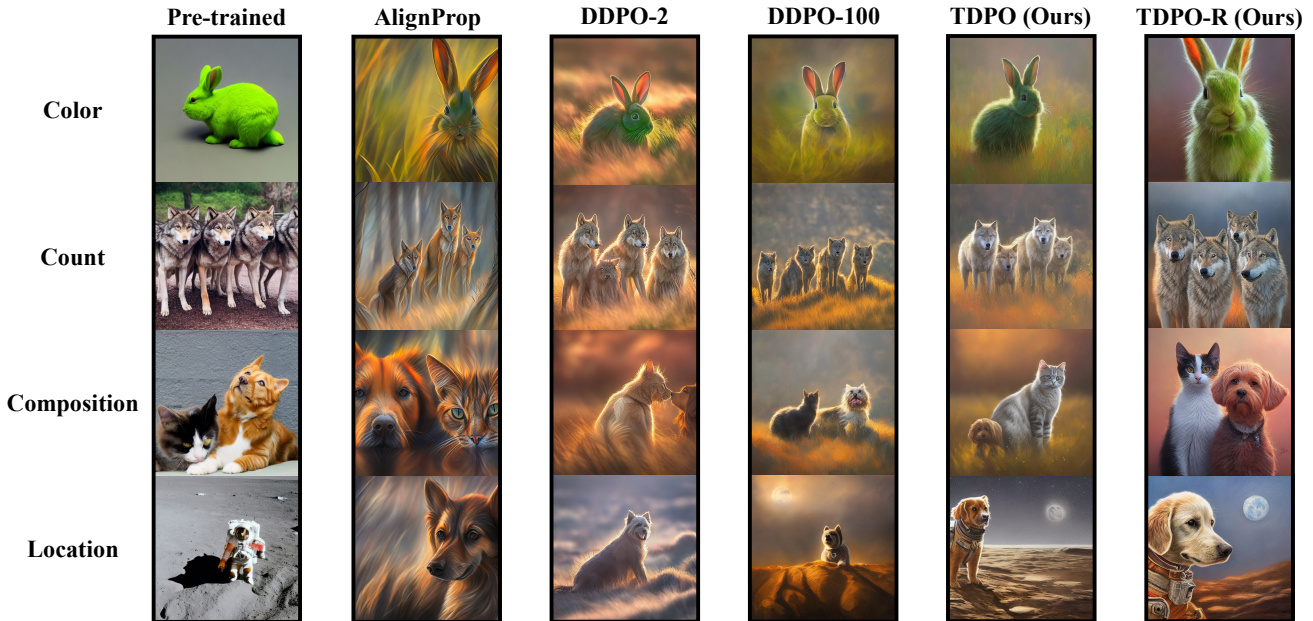 Pre-trained AlignProp DDPO-2 DDPO-100 TDPO (Ours) TDPO-R (Ours)
Color
Count
Composition
Location